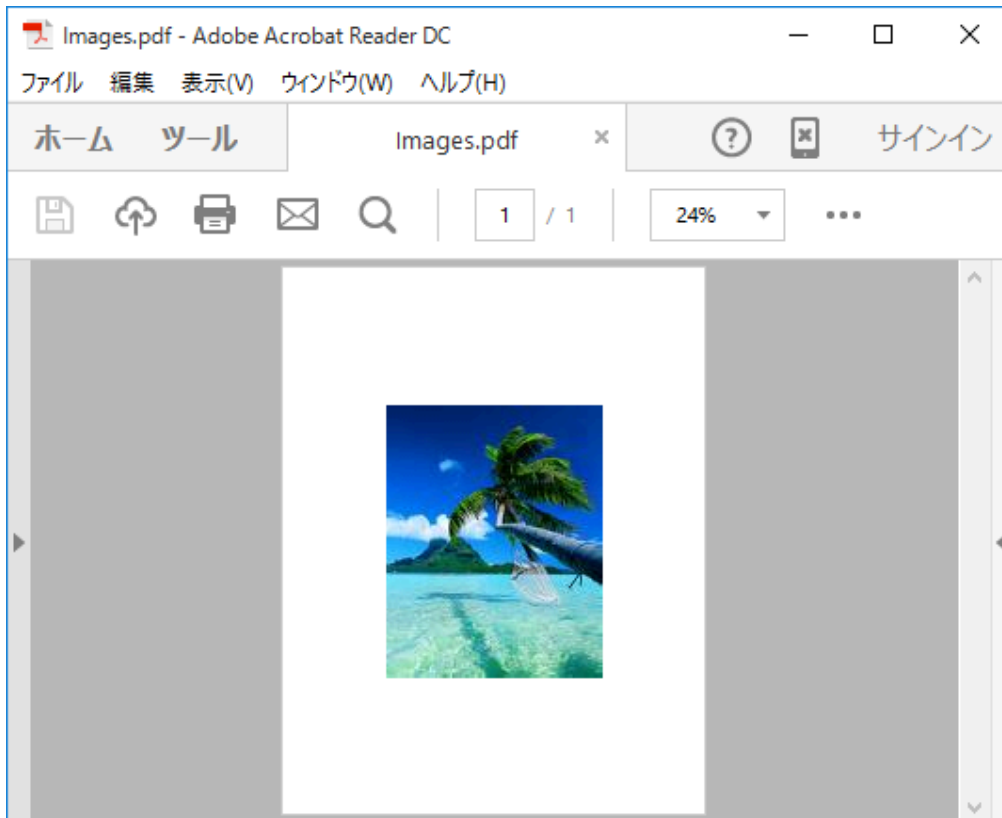 Images.pdf - Adobe Acrobat Reader DC
ファイル 編集 表示(V) ウィンドウ(W) ヘルプ(H)
ホーム ツール Images.pdf × ? サインイン
1 / 1 24%